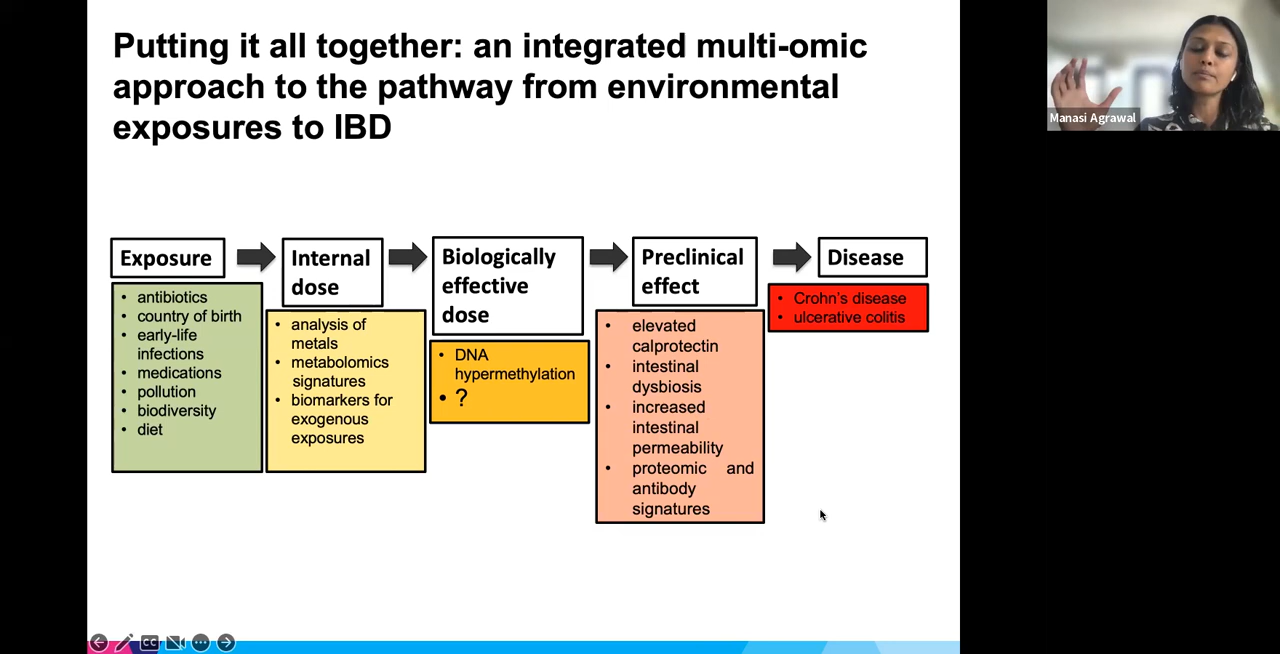 Putting it all together: an integrated multi-omic
approach to the pathway from environmental
exposures to IBD
Manasi Agrawal
Exposure
Internal
dose
Biologically
effective
dose
Preclinical
effect
Disease
• antibiotics
• country of birth
• early-life
infections
• medications
• pollution
• biodiversity
• diet
• analysis of
metals
• metabolomics
signatures
• biomarkers for
exogenous
exposures
• DNA
hypermethylation
• ?
• elevated
calprotectin
• intestinal
dysbiosis
• increased
intestinal
permeability
• proteomic and
antibody
signatures
• Crohn's disease
• ulcerative colitis
CC